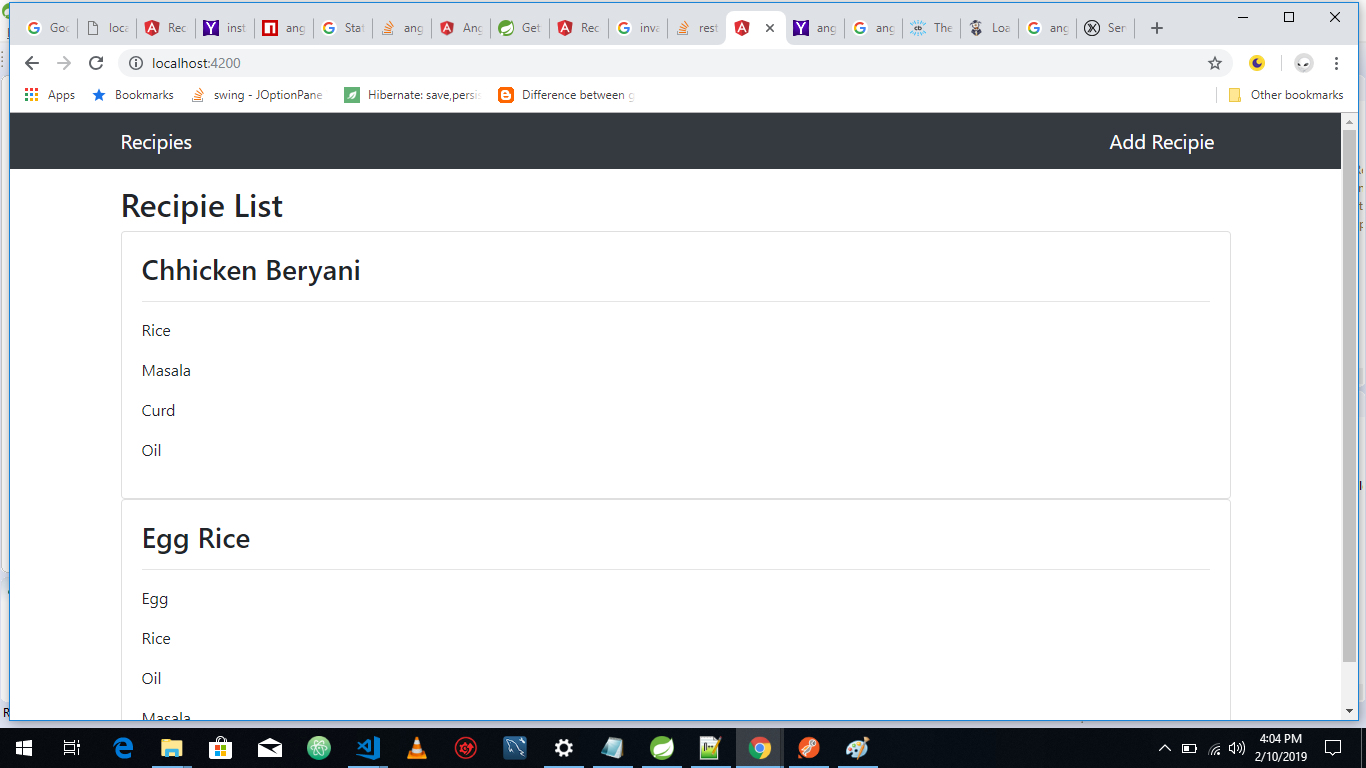 Goo
loca
Rec
inst
ang
Stat
ang
Ang
Get
Rec
inva
rest
ang
ang
The
Loa
ang
Ser
localhost:4200
Apps
Bookmarks
swing - JOptionPane
Hibernate: save,persis
Difference between
Other bookmarks
Recipies
Add Recipie
Recipie List
Chhicken Beryani
Rice
Masala
Curd
Oil
Egg Rice
Egg
Rice
Oil
Masala
4:04 PM
2/10/2019